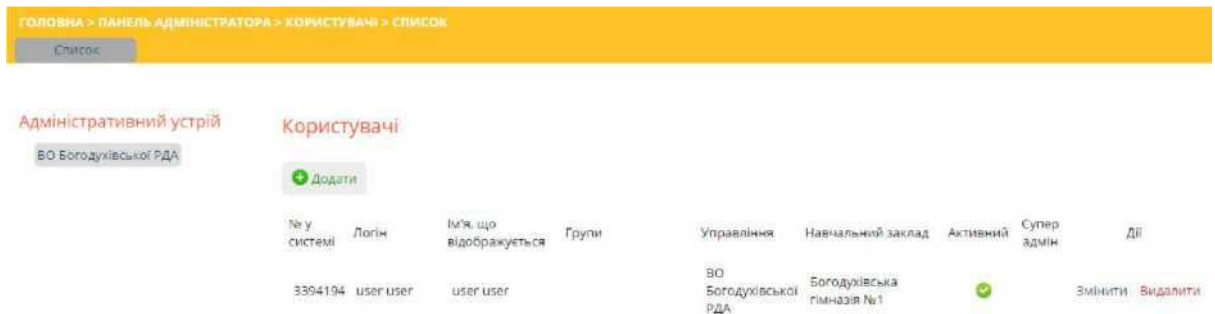 ГОЛОВНА > ПАНЕЛЬ АДМІНІСТРАТОРА > КОРИСТУВАЧІ > СПИСОК
Список
Адміністративний устрій
ВО Богодухівської РДА
Користувачі
Додати
№ у системі Логін Ім'я, що відображується Групи Управління Навчальний заклад Активний Супер адмін Дії
3394194 user user user user ВО Богодухівської РДА Богодухівська гімназія №1 Змінити Видалити